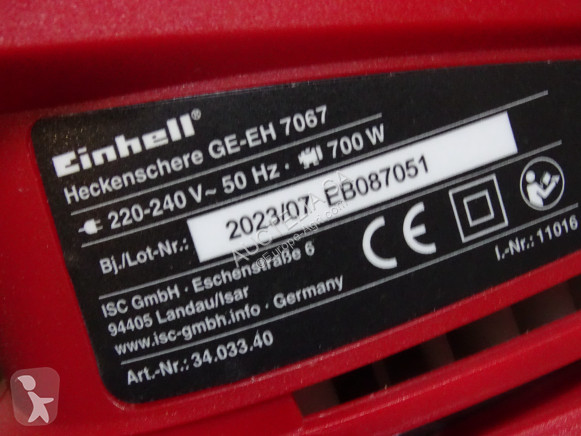 Einhell®
Heckenschere GE-EH 7067
220-240 V~ 50 Hz · 700 W
Bj./Lot-Nr.: 2023/07 EB087051
ISC GmbH · Eschenstraße 6
94405 Landau/Isar
www.isc-gmbh.info · Germany
Art.-Nr.: 34.033.40
CE
I.-Nr.: 11016